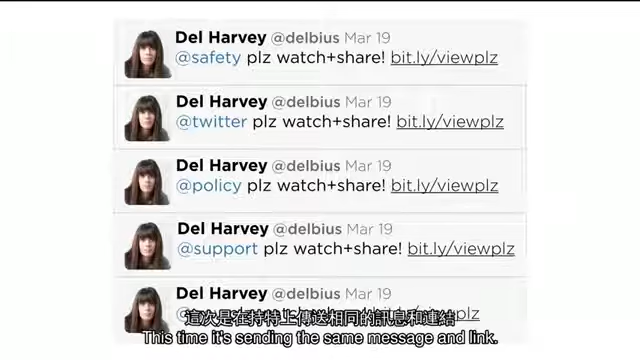 Del Harvey @delbius Mar 19
@safety plz watch+share! bit.ly/viewplz
Del Harvey @delbius Mar 19
@twitter plz watch+share! bit.ly/viewplz
Del Harvey @delbius Mar 19
@policy plz watch+share! bit.ly/viewplz
Del Harvey @delbius Mar 19
@support plz watch+share! bit.ly/viewplz
Del Harvey @delbius Mar 19
這次是在推特上傳送相同的訊息和連結
This time it's sending the same message and link.